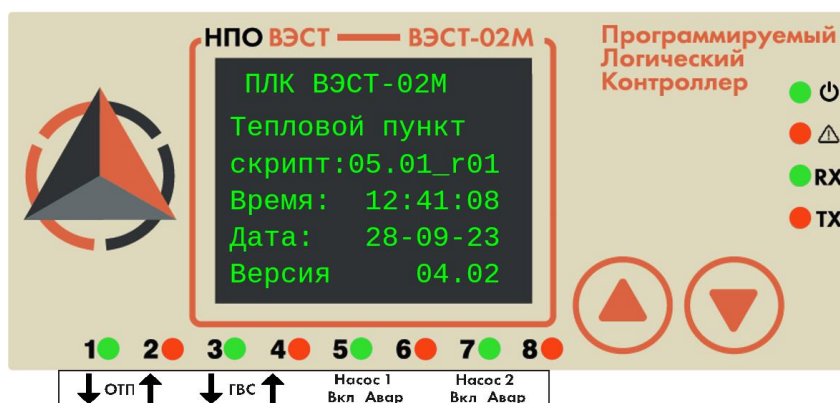 НПО ВЭСТ ВЭСТ-02М
Программируемый
Логический
Контроллер
ПЛК ВЭСТ-02М
Тепловой пункт
скрипт:05.01_r01
Время: 12:41:08
Дата: 28-09-23
Версия 04.02
RX
TX
1 2 3 4 5 6 7 8
ОТП ГВС Насос 1 Насос 2
Вкл Авар Вкл Авар